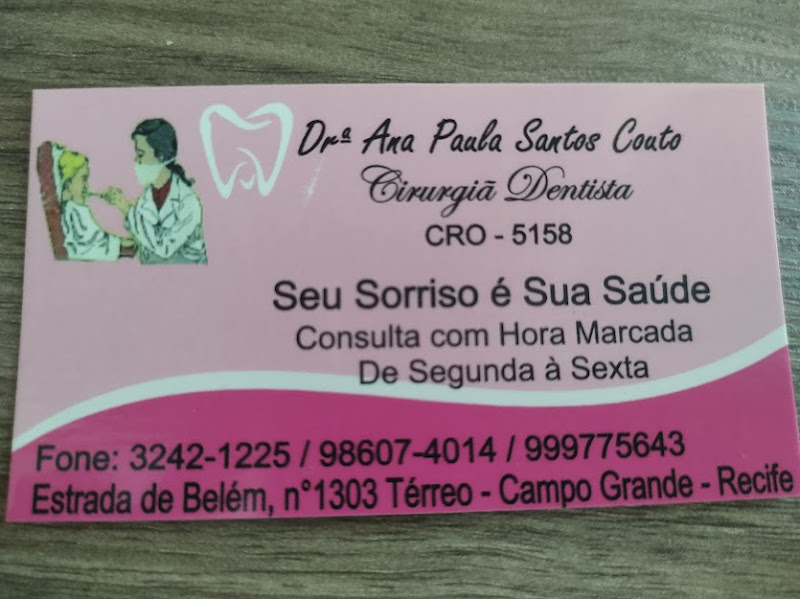 Drª Ana Paula Santos Couto
Cirurgiã Dentista
CRO - 5158
Seu Sorriso é Sua Saúde
Consulta com Hora Marcada
De Segunda à Sexta
Fone: 3242-1225 / 98607-4014 / 999775643
Estrada de Belém, n°1303 Térreo - Campo Grande - Recife